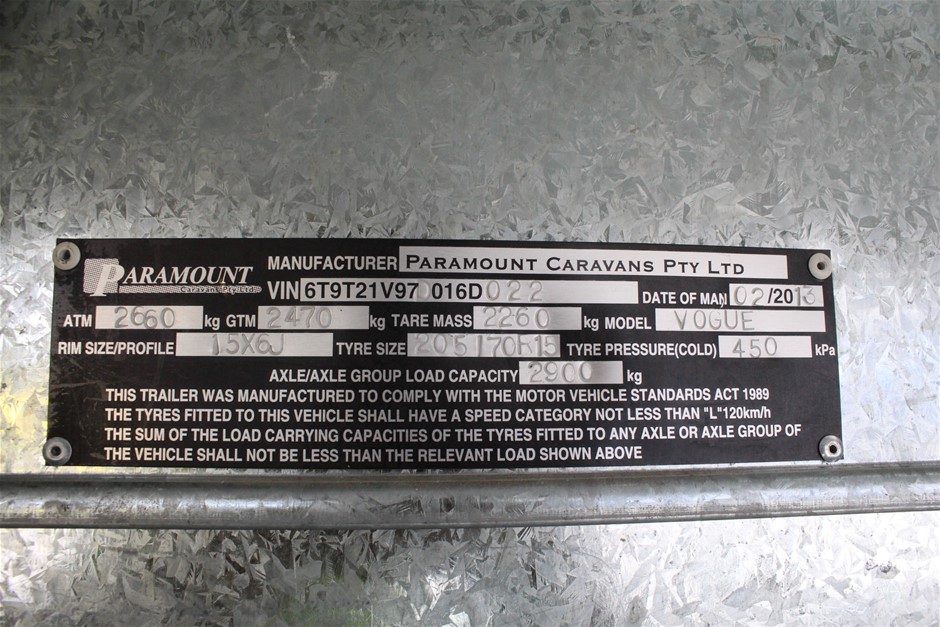 PARAMOUNT
Caravans Pty Ltd
MANUFACTURER PARAMOUNT CARAVANS PTY LTD
VIN 6T9T21V97D016D022 DATE OF MAN 02/2013
ATM 2660 kg GTM 2470 kg TARE MASS 2260 kg MODEL VOGUE
RIM SIZE/PROFILE 15X6J TYRE SIZE 205/70R15 TYRE PRESSURE(COLD) 450 kPa
AXLE/AXLE GROUP LOAD CAPACITY 2900 kg
THIS TRAILER WAS MANUFACTURED TO COMPLY WITH THE MOTOR VEHICLE STANDARDS ACT 1989
THE TYRES FITTED TO THIS VEHICLE SHALL HAVE A SPEED CATEGORY NOT LESS THAN "L"120km/h
THE SUM OF THE LOAD CARRYING CAPACITIES OF THE TYRES FITTED TO ANY AXLE OR AXLE GROUP OF
THE VEHICLE SHALL NOT BE LESS THAN THE RELEVANT LOAD SHOWN ABOVE